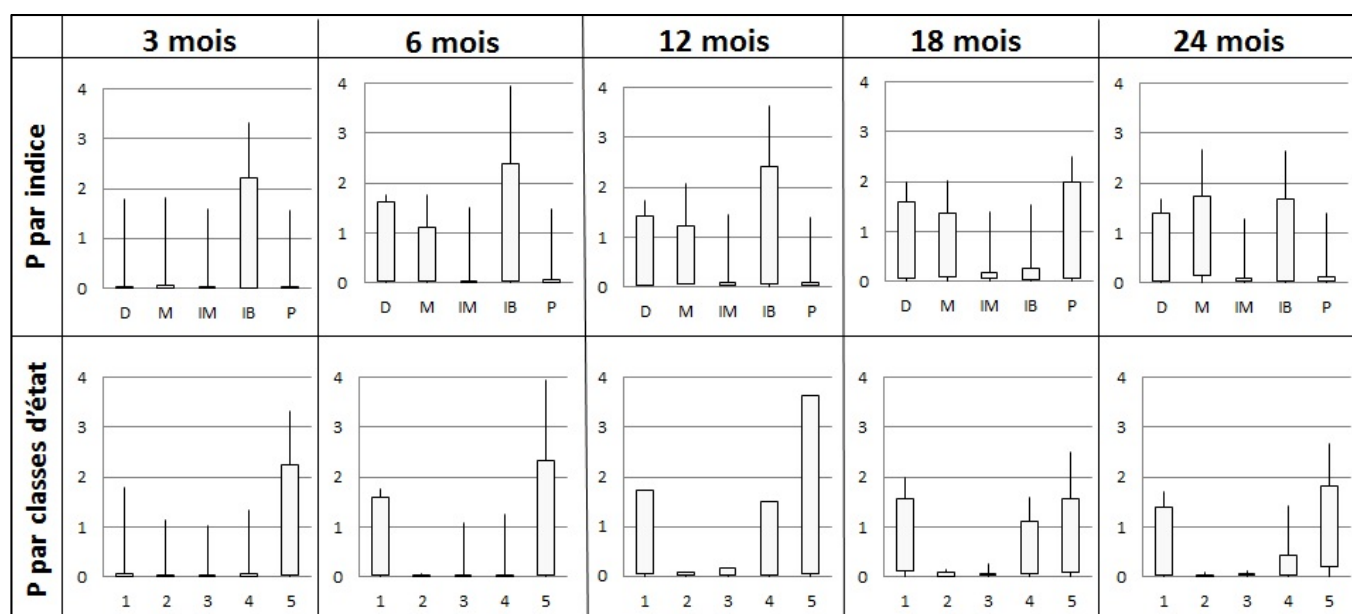 3 mois 6 mois 12 mois 18 mois 24 mois
P par indice
4 4 4 4 4
3 3 3 3 3
2 2 2 2 2
1 1 1 1 1
0 0 0 0 0
D M IM IB P D M IM IB P D M IM IB P D M IM IB P D M IM IB P
P par classes d'état
4 4 4 4 4
3 3 3 3 3
2 2 2 2 2
1 1 1 1 1
0 0 0 0 0
1 2 3 4 5 1 2 3 4 5 1 2 3 4 5 1 2 3 4 5 1 2 3 4 5